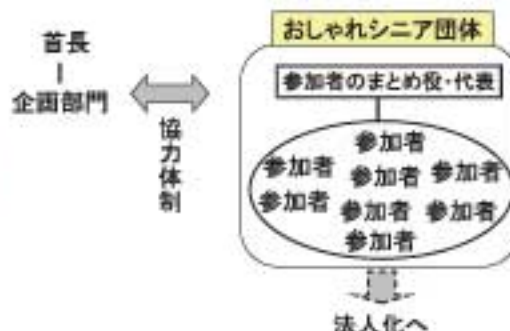 首長
企画部門
協力体制
おしゃれシニア団体
参加者のまとめ役・代表
参加者
参加者
参加者
参加者
参加者
参加者
参加者
参加者
法人化へ